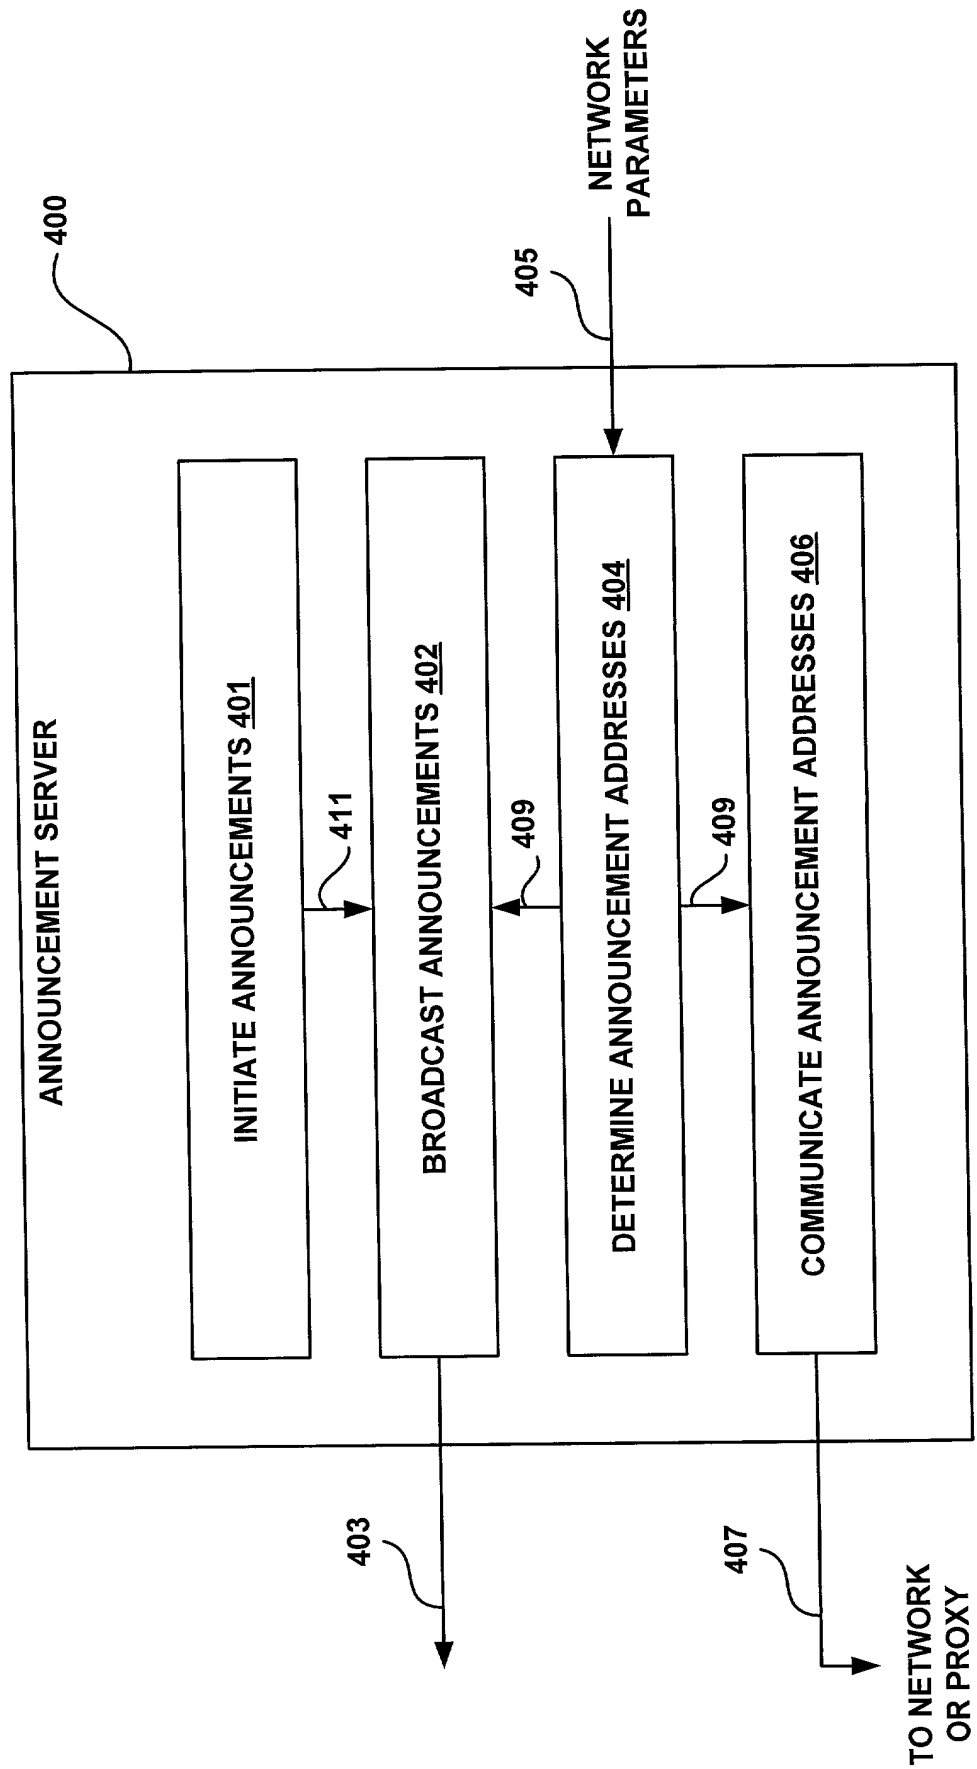 ANNOUNCEMENT SERVER
400
INITIATE ANNOUNCEMENTS 401
411
403
BROADCAST ANNOUNCEMENTS 402
409
405
NETWORK
PARAMETERS
DETERMINE ANNOUNCEMENT ADDRESSES 404
409
407
COMMUNICATE ANNOUNCEMENT ADDRESSES 406
TO NETWORK
OR PROXY